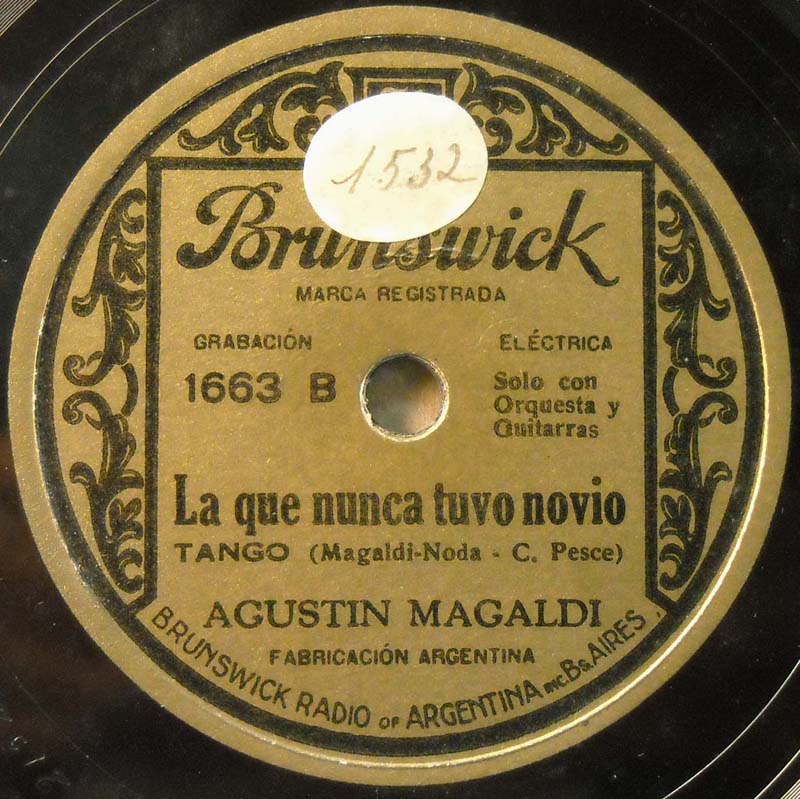 1532
Brunswick
MARCA REGISTRADA
GRABACIÓN ELÉCTRICA
1663 B
Solo con
Orquesta y
Guitarras
La que nunca tuvo novio
TANGO (Magaldi-Noda - C. Pesce)
AGUSTIN MAGALDI
FABRICACIÓN ARGENTINA
BRUNSWICK RADIO OF ARGENTINA INC. Bs AIRES.